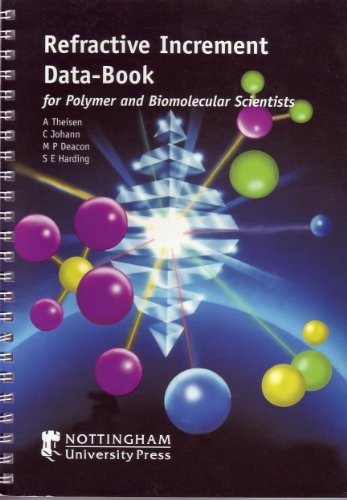 Refractive Increment
Data-Book
for Polymer and Biomolecular Scientists
A Theisen
C Johann
M P Deacon
S E Harding
NOTTINGHAM
University Press